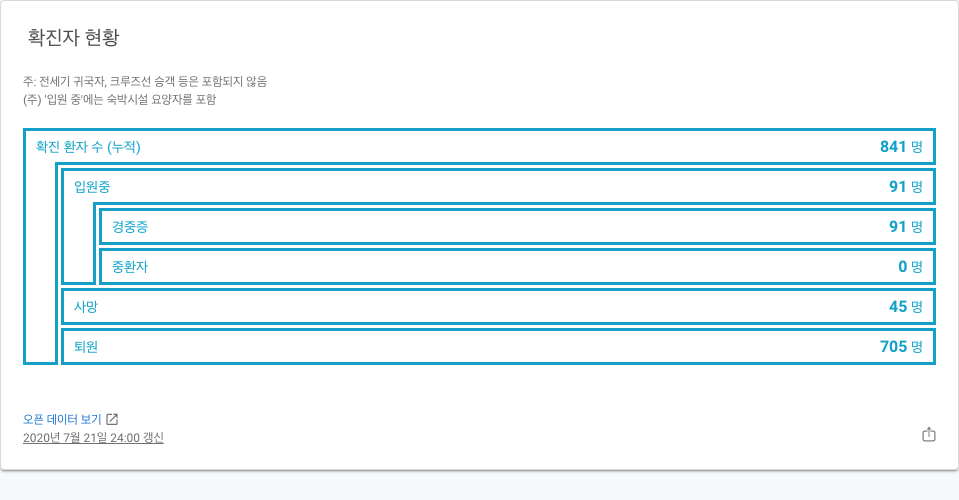 확진자 현황
주: 전세기 귀국자, 크루즈선 승객 등은 포함되지 않음
(주) '입원 중'에는 숙박시설 요양자를 포함
확진 환자 수 (누적) 841 명
입원중 91 명
경중증 91 명
중환자 0 명
사망 45 명
퇴원 705 명
오픈 데이터 보기
2020년 7월 21일 24:00 갱신